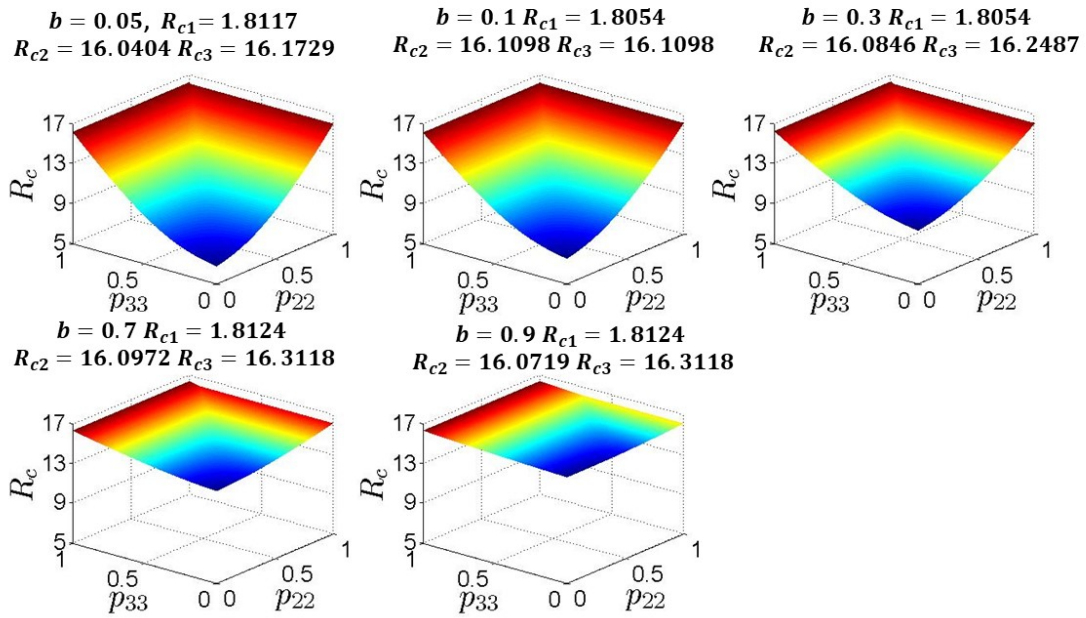 b = 0.05, R_c1 = 1.8117
R_c2 = 16.0404 R_c3 = 16.1729
17
13
9
5
R_c
1
0.5
0
p_33
0
0.5
1
p_22
b = 0.1 R_c1 = 1.8054
R_c2 = 16.1098 R_c3 = 16.1098
17
13
9
5
R_c
1
0.5
0
p_33
0
0.5
1
p_22
b = 0.3 R_c1 = 1.8054
R_c2 = 16.0846 R_c3 = 16.2487
17
13
9
5
R_c
1
0.5
0
p_33
0
0.5
1
p_22
b = 0.7 R_c1 = 1.8124
R_c2 = 16.0972 R_c3 = 16.3118
17
13
9
5
R_c
1
0.5
0
p_33
0
0.5
1
p_22
b = 0.9 R_c1 = 1.8124
R_c2 = 16.0719 R_c3 = 16.3118
17
13
9
5
R_c
1
0.5
0
p_33
0
0.5
1
p_22